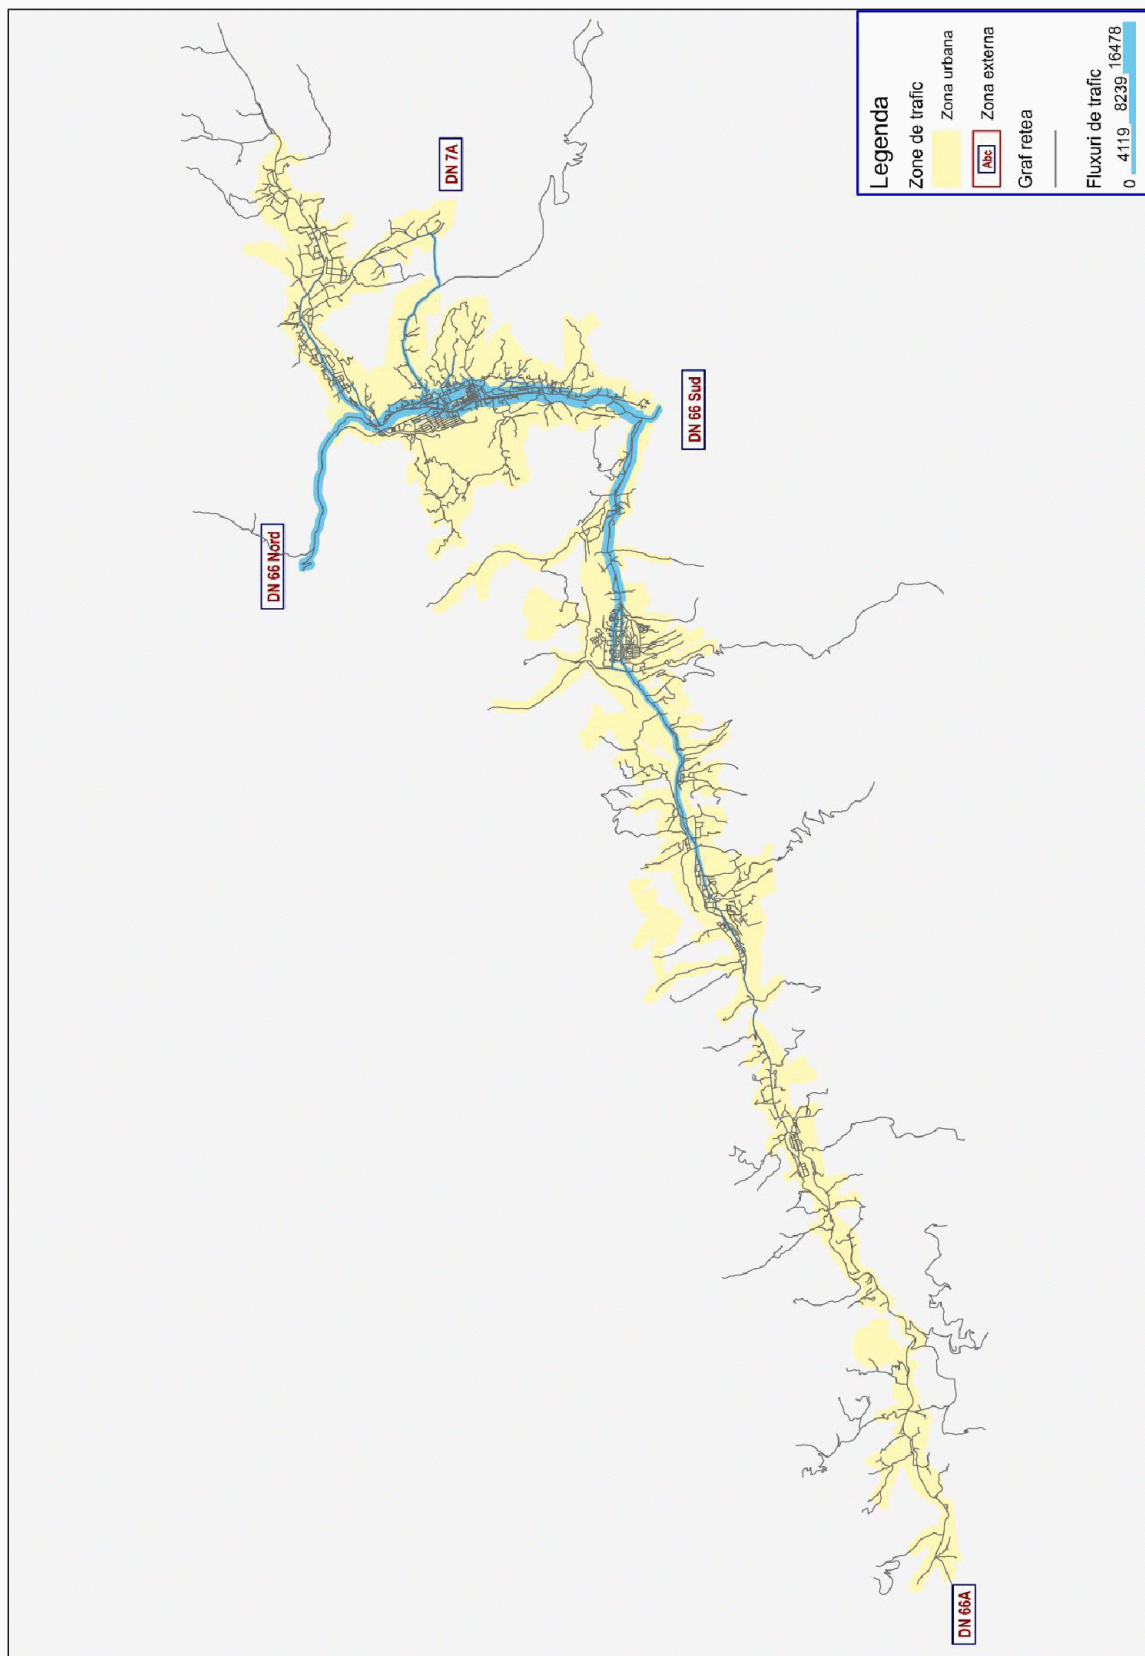 DN 7A
DN 66 Nord
DN 66 Sud
DN 66A
Legenda
Zone de trafic
Zona urbana
Abc
Zona externa
Graf retea
Fluxuri de trafic
0 4119 8239 16478